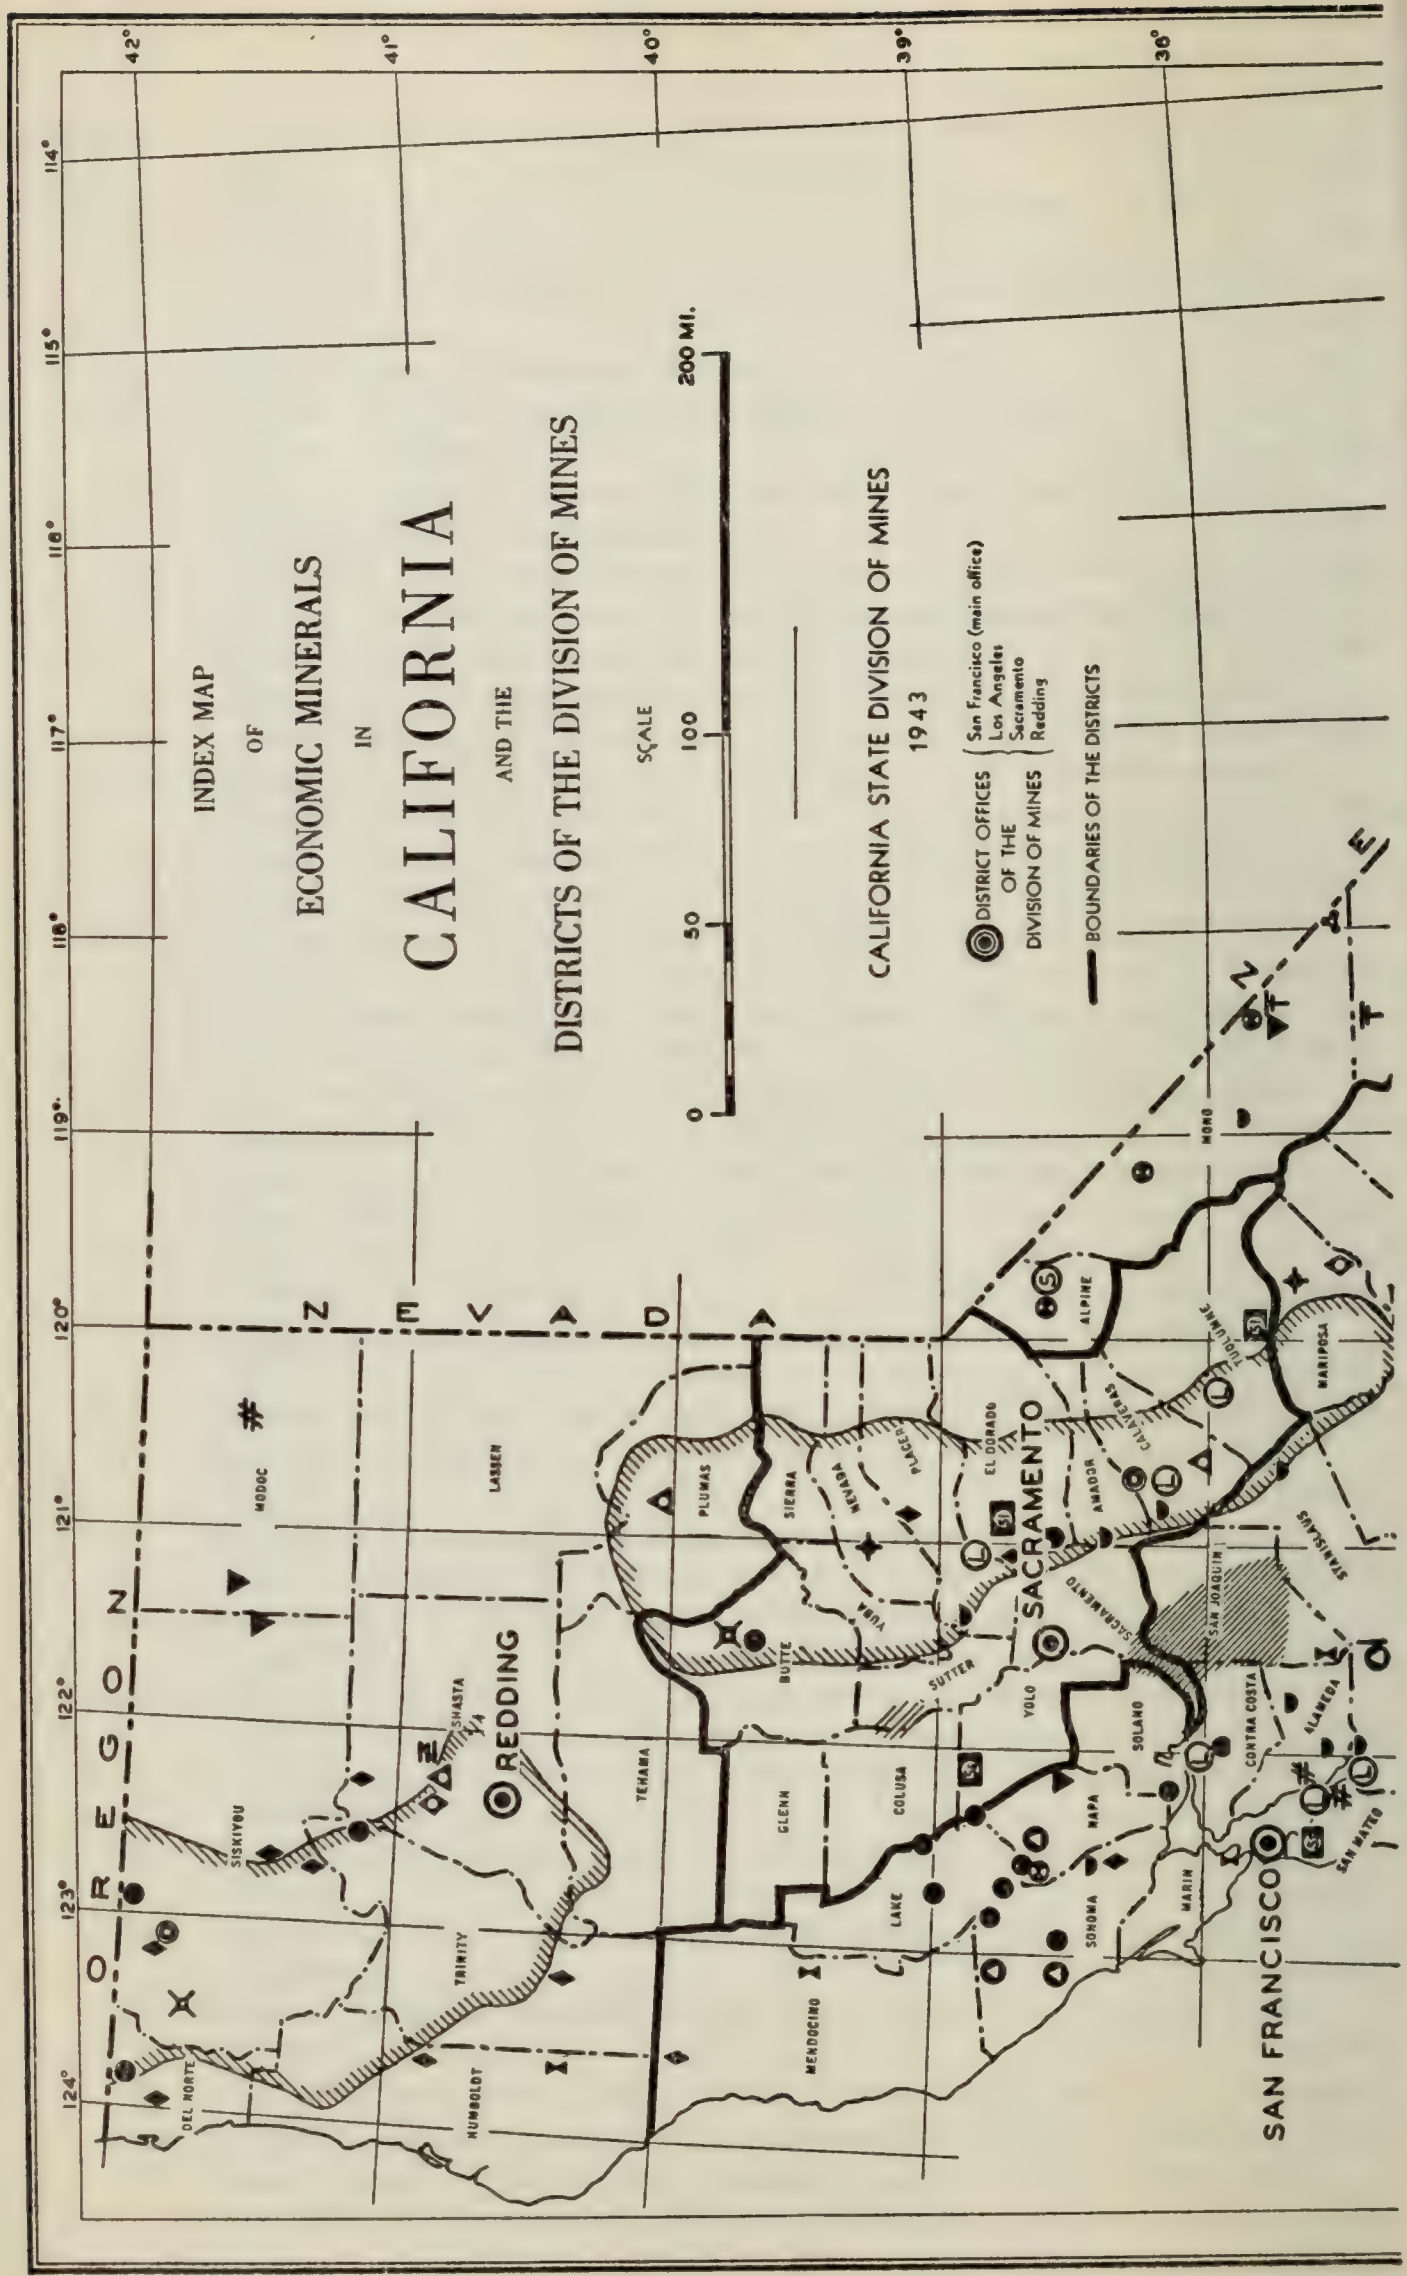 INDEX MAP
OF
ECONOMIC MINERALS
IN
CALIFORNIA
AND THE
DISTRICTS OF THE DIVISION OF MINES
SCALE
0 50 100 200 MI.
CALIFORNIA STATE DIVISION OF MINES
1943
DISTRICT OFFICES
OF THE
DIVISION OF MINES
San Francisco (main office)
Los Angeles
Sacramento
Redding
BOUNDARIES OF THE DISTRICTS
124° 123° 122° 121° 120° 119° 118° 117° 116° 115° 114°
42°
41°
40°
39°
38°
OREGON
NEVADA
N E
DEL NORTE
SISKIYOU
MODOC
HUMBOLDT
TRINITY
SHASTA
LASSEN
REDDING
TEHAMA
PLUMAS
MENDOCINO
GLENN
BUTTE
SIERRA
NEVADA
YUBA
PLACER
LAKE
COLUSA
SUTTER
EL DORADO
SACRAMENTO
YOLO
SACRAMENTO
AMADOR
ALPINE
CALAVERAS
SONOMA
NAPA
SOLANO
MARIN
CONTRA COSTA
SAN JOAQUIN
TUOLUMNE
MONO
SAN FRANCISCO
ALAMEDA
STANISLAUS
MARIPOSA
SAN MATEO
S
L
L
L
L
L
L
M